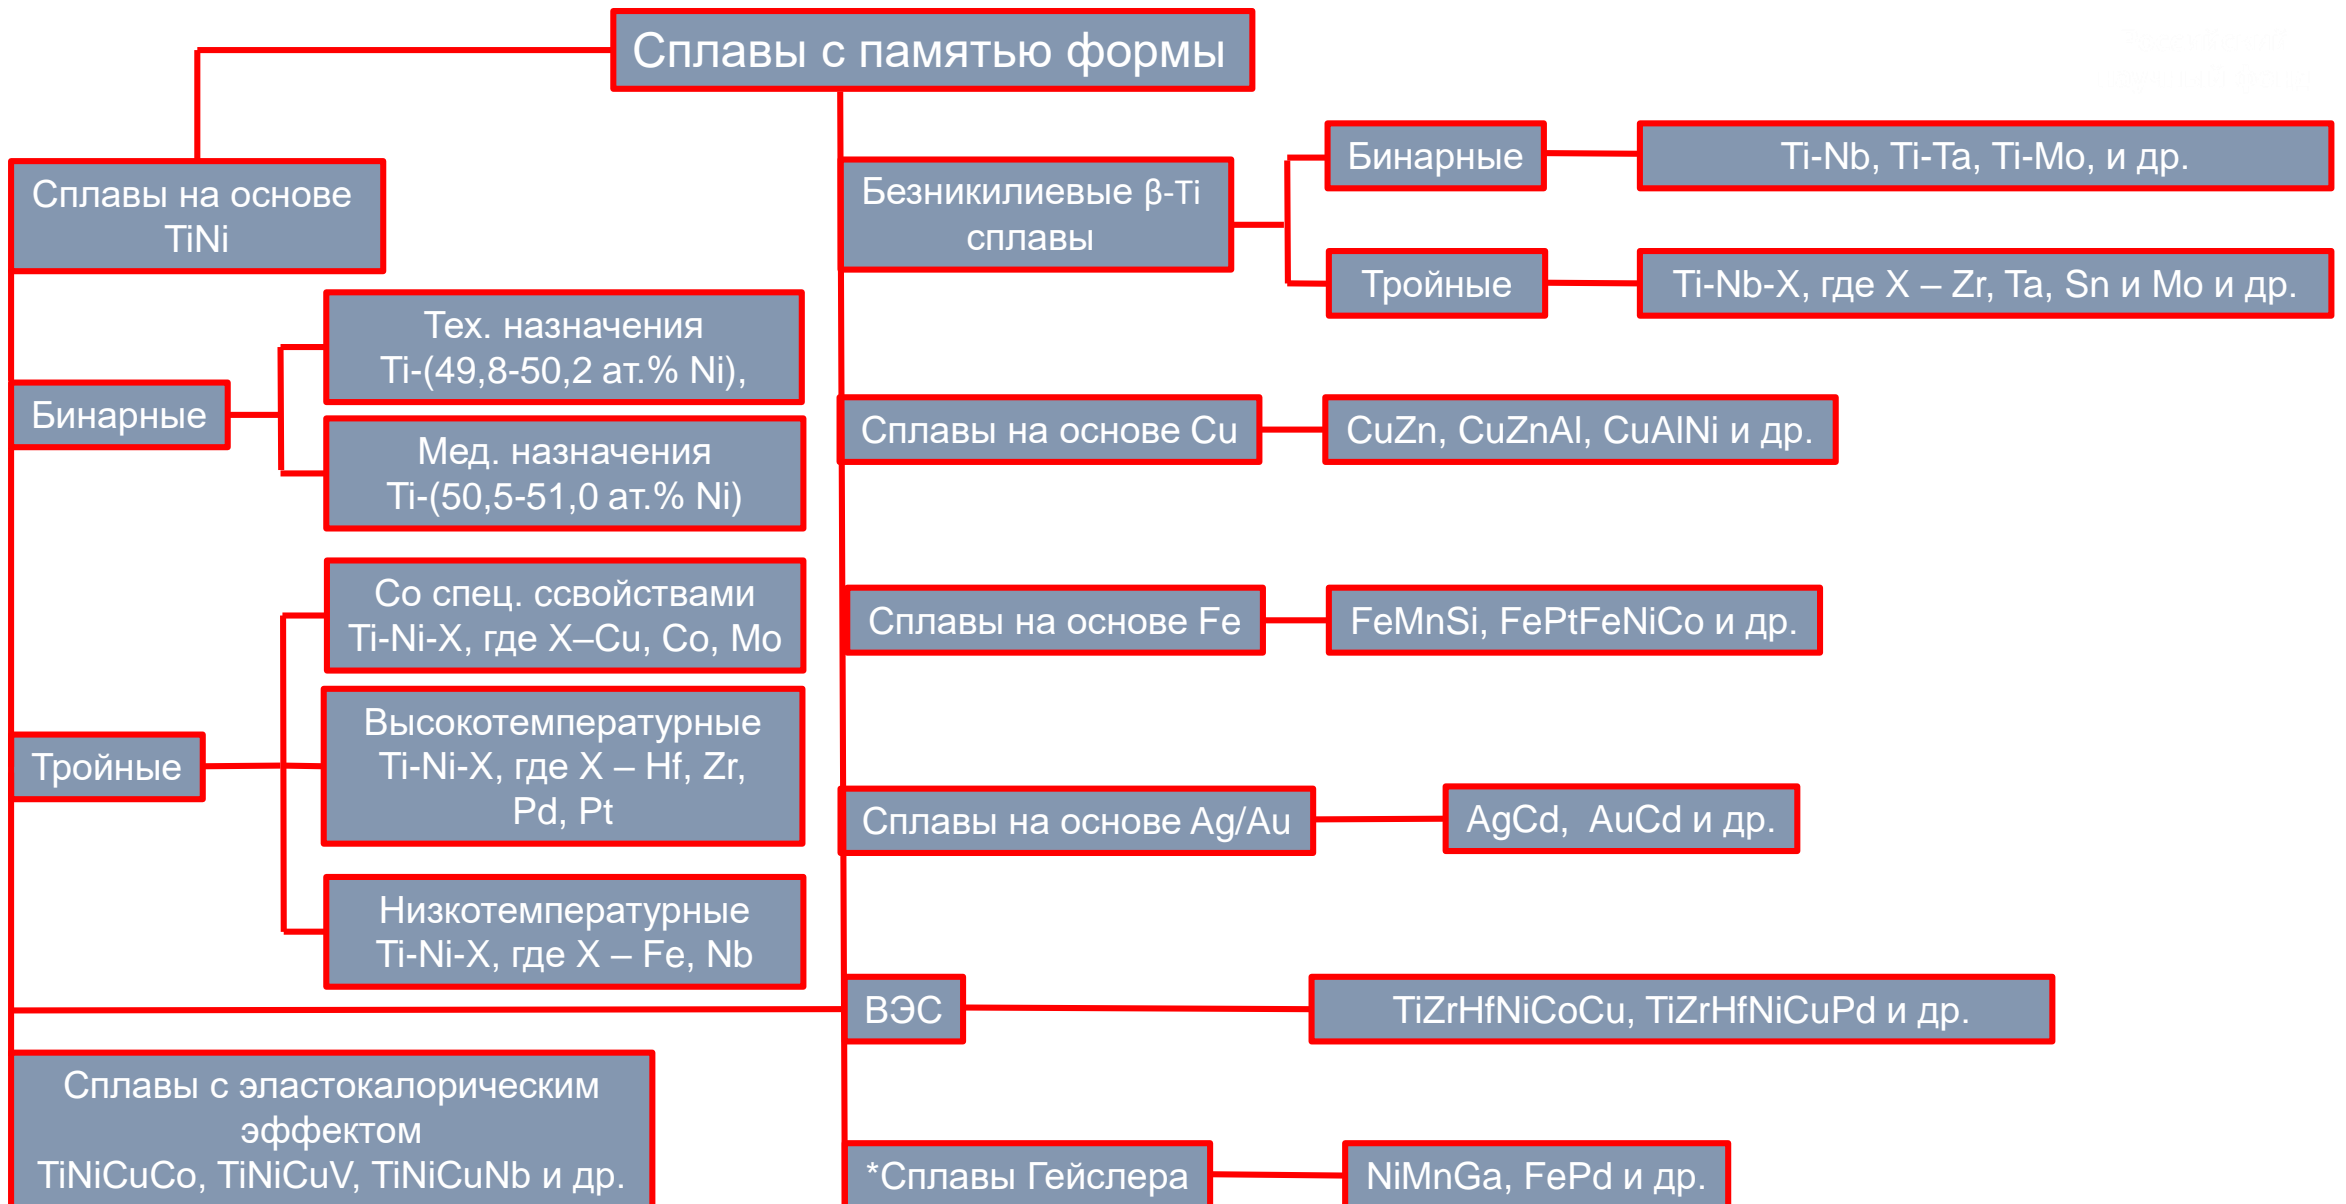 Сплавы с памятью формы
Сплавы на основе
TiNi
Бинарные
Тех. назначения
Ti-(49,8-50,2 ат.% Ni),
Мед. назначения
Ti-(50,5-51,0 ат.% Ni)
Тройные
Со спец. ссвойствами
Ti-Ni-X, где X–Cu, Co, Mo
Высокотемпературные
Ti-Ni-X, где X – Hf, Zr,
Pd, Pt
Низкотемпературные
Ti-Ni-X, где X – Fe, Nb
Сплавы с эластокалорическим
эффектом
TiNiCuCo, TiNiCuV, TiNiCuNb и др.
Безникилиевые β-Ti
сплавы
Бинарные
Ti-Nb, Ti-Ta, Ti-Mo, и др.
Тройные
Ti-Nb-X, где X – Zr, Ta, Sn и Mo и др.
Сплавы на основе Cu
CuZn, CuZnAl, CuAlNi и др.
Сплавы на основе Fe
FeMnSi, FePtFeNiCo и др.
Сплавы на основе Ag/Au
AgCd, AuCd и др.
ВЭС
TiZrHfNiCoCu, TiZrHfNiCuPd и др.
*Сплавы Гейслера
NiMnGa, FePd и др.